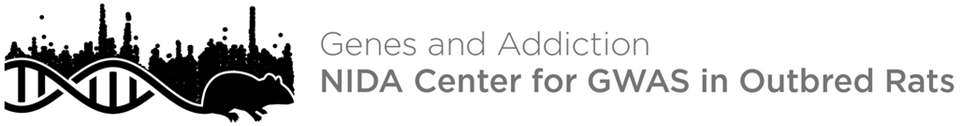 Genes and Addiction
NIDA Center for GWAS in Outbred Rats